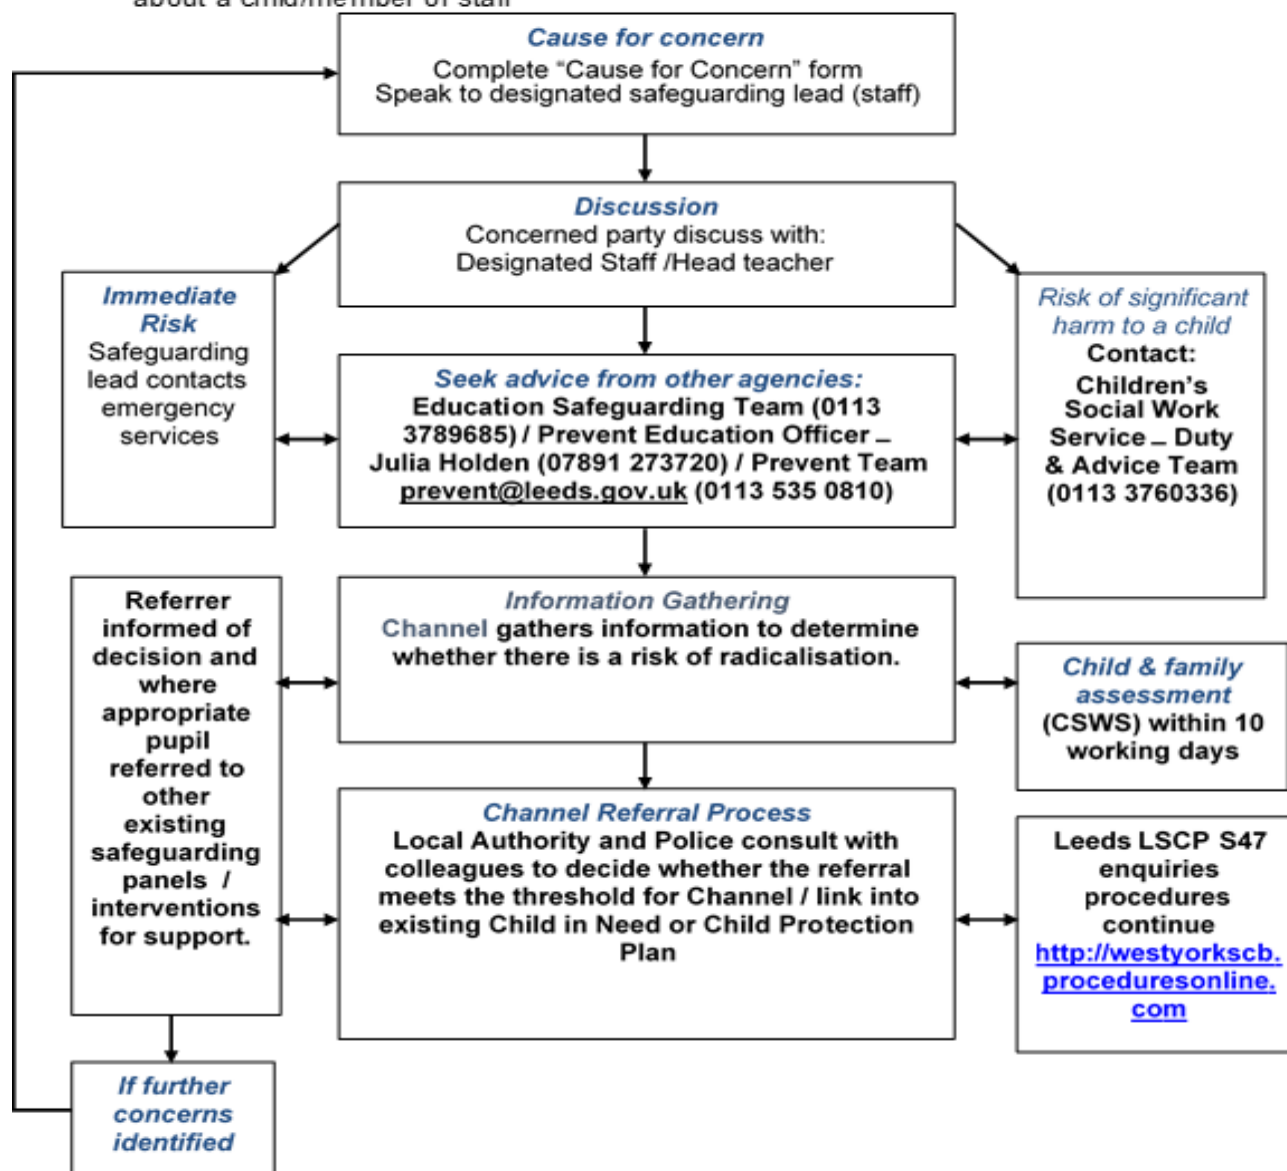 about a child/member of staff
Cause for concern
Complete “Cause for Concern” form
Speak to designated safeguarding lead (staff)
Discussion
Concerned party discuss with:
Designated Staff /Head teacher
Immediate
Risk
Safeguarding
lead contacts
emergency
services
Seek advice from other agencies:
Education Safeguarding Team (0113
3789685) / Prevent Education Officer –
Julia Holden (07891 273720) / Prevent Team
prevent@leeds.gov.uk (0113 535 0810)
Risk of significant
harm to a child
Contact:
Children’s
Social Work
Service – Duty
& Advice Team
(0113 3760336)
Referrer
informed of
decision and
where
appropriate
pupil
referred to
other
existing
safeguarding
panels /
interventions
for support.
Information Gathering
Channel gathers information to determine
whether there is a risk of radicalisation.
Child & family
assessment
(CSWS) within 10
working days
Channel Referral Process
Local Authority and Police consult with
colleagues to decide whether the referral
meets the threshold for Channel / link into
existing Child in Need or Child Protection
Plan
Leeds LSCP S47
enquiries
procedures
continue
http://westyorkscb.
proceduresonline.
com
If further
concerns
identified